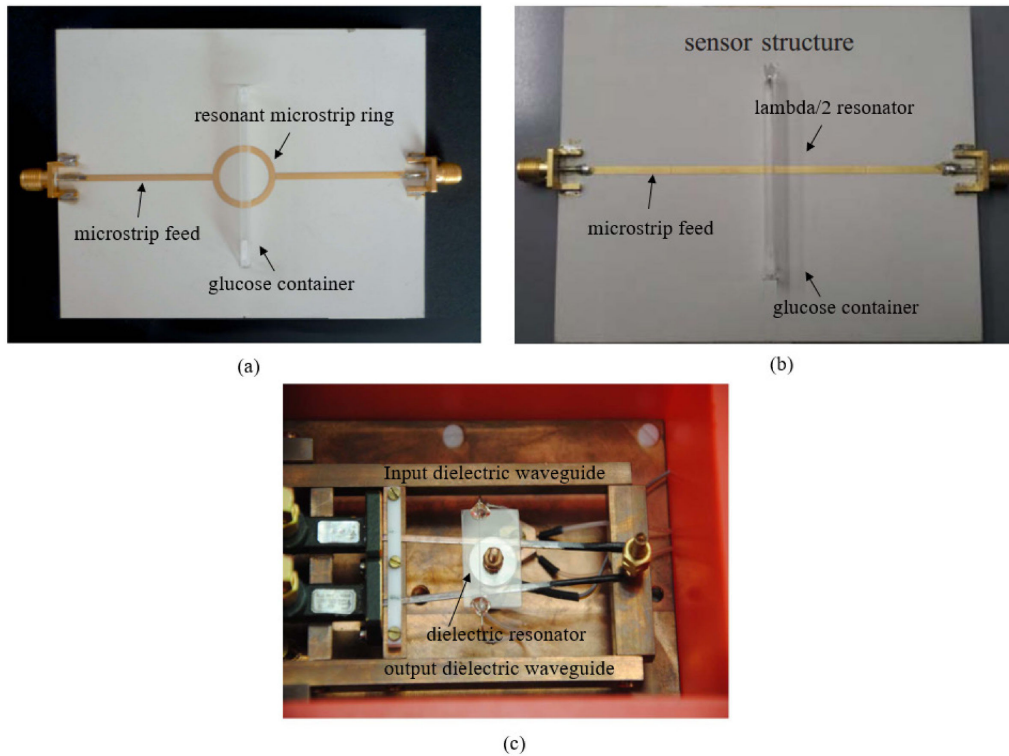 resonant microstrip ring
microstrip feed
glucose container
(a)
sensor structure
lambda/2 resonator
microstrip feed
glucose container
(b)
Input dielectric waveguide
dielectric resonator
output dielectric waveguide
(c)